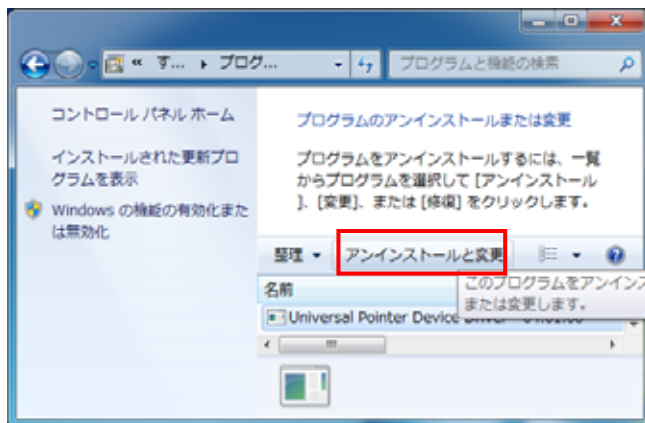 « す... ▸ プログ...
プログラムと機能の検索
コントロール パネル ホーム
インストールされた更新プロ
グラムを表示
Windows の機能の有効化また
は無効化
プログラムのアンインストールまたは変更
プログラムをアンインストールするには、一覧
からプログラムを選択して [アンインストール
]、[変更]、または [修復] をクリックします。
整理 ▼ アンインストールと変更
名前
このプログラムをアンインス
または変更します。
Universal Pointer Device